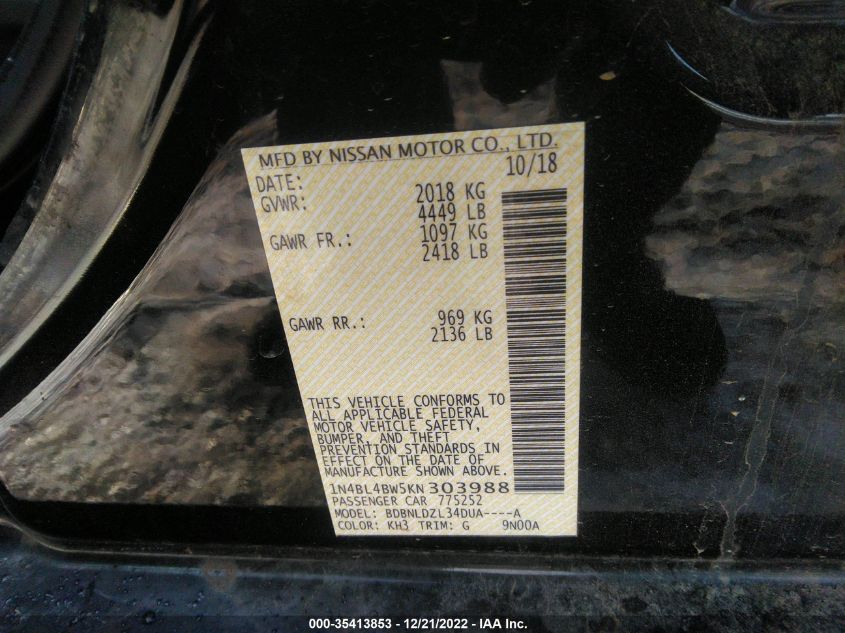 MFD BY NISSAN MOTOR CO., LTD.
DATE: 10/18
GVWR: 2018 KG
4449 LB
GAWR FR.: 1097 KG
2418 LB
GAWR RR.: 969 KG
2136 LB
THIS VEHICLE CONFORMS TO
ALL APPLICABLE FEDERAL
MOTOR VEHICLE SAFETY,
BUMPER, AND THEFT
PREVENTION STANDARDS IN
EFFECT ON THE DATE OF
MANUFACTURE SHOWN ABOVE.
1N4BL4BW5KN303988
PASSENGER CAR 775252
MODEL: BDBNLDZL34DUA----A
COLOR: KH3 TRIM: G 9N00A
000-35413853 - 12/21/2022 - IAA Inc.